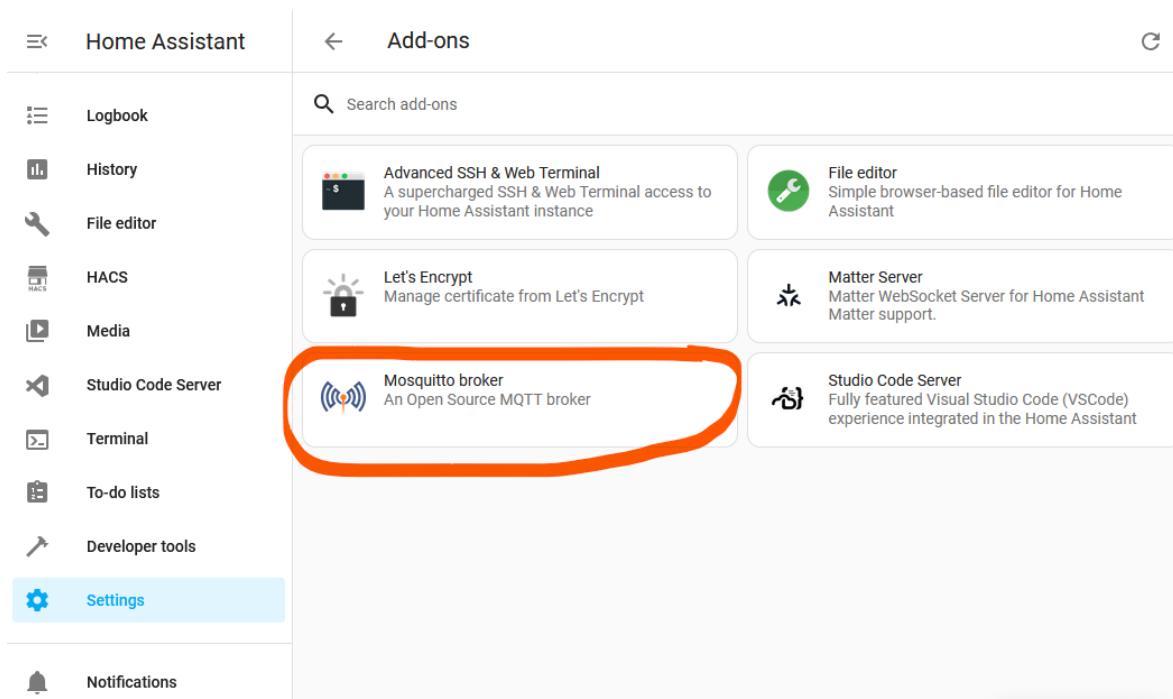 Home Assistant
Logbook
History
File editor
HACS
HACS
Media
Studio Code Server
Terminal
To-do lists
Developer tools
Settings
Notifications
Add-ons
Search add-ons
$
Advanced SSH & Web Terminal
A supercharged SSH & Web Terminal access to
your Home Assistant instance
File editor
Simple browser-based file editor for Home
Assistant
Let's Encrypt
Manage certificate from Let's Encrypt
Matter Server
Matter WebSocket Server for Home Assistant
Matter support.
Mosquitto broker
An Open Source MQTT broker
Studio Code Server
Fully featured Visual Studio Code (VSCode)
experience integrated in the Home Assistant